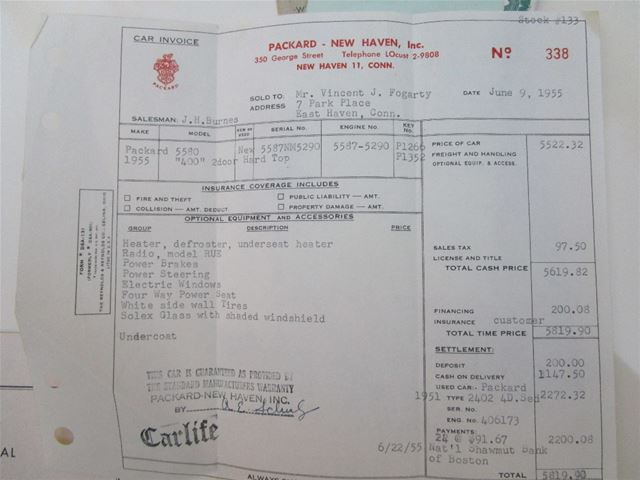 Stock #133
CAR INVOICE
PACKARD
PACKARD - NEW HAVEN, Inc.
350 George Street Telephone LOcust 2-9808
NEW HAVEN 11, CONN.
No 338
SOLD TO: Mr. Vincent J. Fogarty
ADDRESS 7 Park Place
East Haven, Conn.
DATE June 9, 1955
SALESMAN: J.H.Burnes
MAKE MODEL NEW OR USED SERIAL NO. ENGINE NO. KEY NO.
Packard 5580 New 5587NM5290 5587-5290 P1266
1955 "400" 2door Hard Top P1352
PRICE OF CAR 5522.32
FREIGHT AND HANDLING
OPTIONAL EQUIP. & ACCESS.
INSURANCE COVERAGE INCLUDES
FIRE AND THEFT PUBLIC LIABILITY — AMT.
COLLISION — AMT. DEDUCT. PROPERTY DAMAGE — AMT.
OPTIONAL EQUIPMENT AND ACCESSORIES
GROUP DESCRIPTION PRICE
Heater, defroster, underseat heater
Radio, model RUE
Power Brakes
Power Steering
Electric Windows
Four Way Power Seat
White side wall Tires
Solex Glass with shaded windshield
Undercoat
SALES TAX 97.50
LICENSE AND TITLE
TOTAL CASH PRICE 5619.82
FINANCING 200.08
INSURANCE customer
TOTAL TIME PRICE 5819.90
SETTLEMENT:
DEPOSIT 200.00
CASH ON DELIVERY 1147.50
USED CAR:- Packard
1951 TYPE 2402 4D.Sed 2272.32
SER. NO.
ENG. NO. 406173
PAYMENTS:
24 @ $91.67 2200.08
6/22/55 Nat'l Shawmut Bank
of Boston
TOTAL 5819.90
THIS CAR IS GUARANTEED AS PROVIDED BY
THE STANDARD MANUFACTURERS WARRANTY
PACKARD-NEW HAVEN, INC.
BY
Carlife
AL